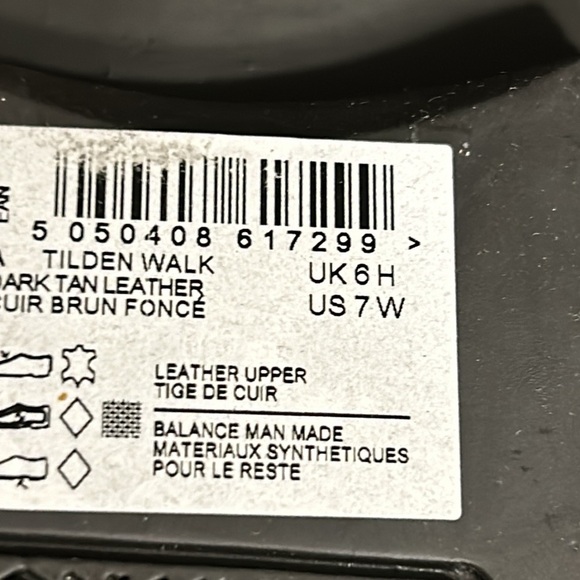 5 050408 617299 >
TILDEN WALK
DARK TAN LEATHER
CUIR BRUN FONCÉ
UK 6 H
US 7 W
LEATHER UPPER
TIGE DE CUIR
BALANCE MAN MADE
MATERIAUX SYNTHETIQUES
POUR LE RESTE